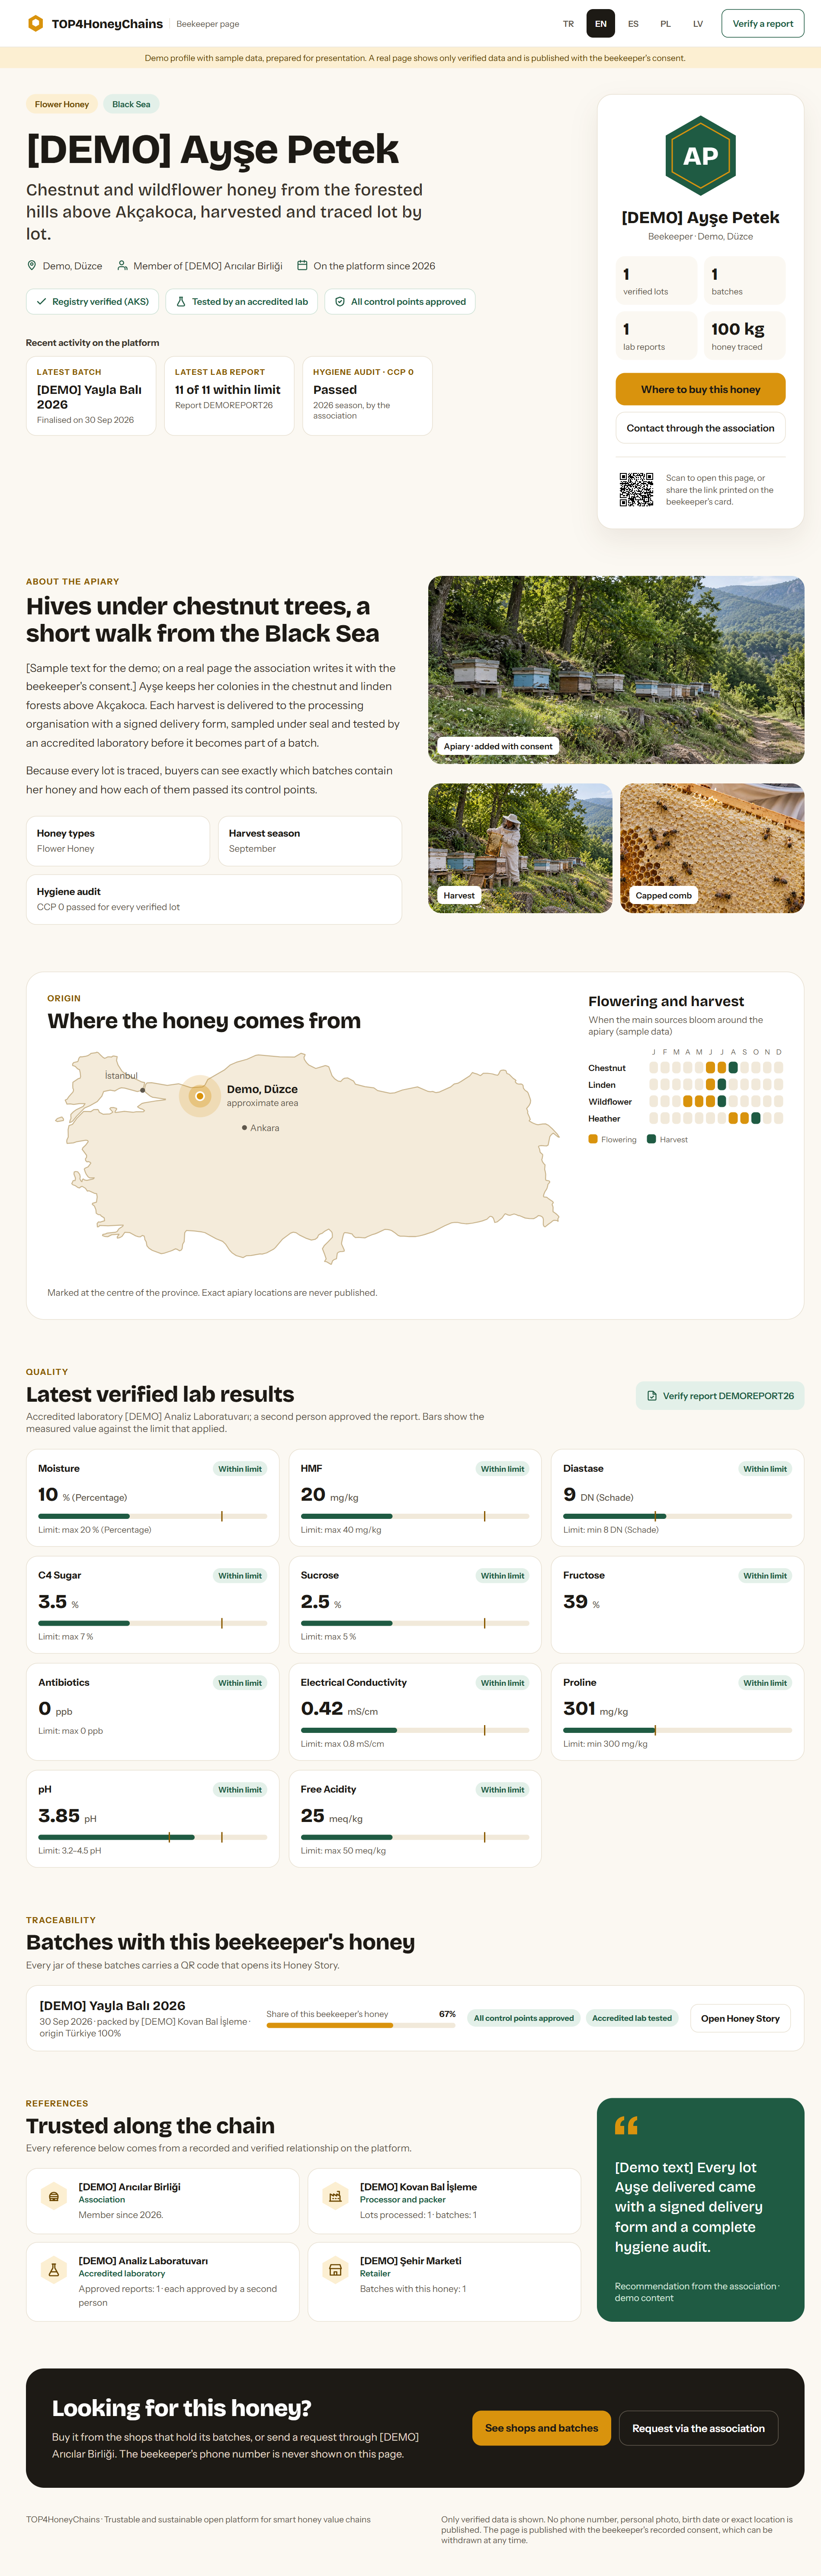 TOP4HoneyChains
Beekeeper page
TR
EN
ES
PL
LV
Verify a report
Demo profile with sample data, prepared for presentation. A real page shows only verified data and is published with the beekeeper's consent.
Flower Honey
Black Sea
[DEMO] Ayşe Petek
Chestnut and wildflower honey from the forested
hills above Akçakoca, harvested and traced lot by
lot.
Demo, Düzce
Member of [DEMO] Arıcılar Birliği
On the platform since 2026
Registry verified (AKS)
Tested by an accredited lab
All control points approved
Recent activity on the platform
LATEST BATCH
[DEMO] Yayla Balı
2026
Finalised on 30 Sep 2026
LATEST LAB REPORT
11 of 11 within limit
Report DEMOREPORT26
HYGIENE AUDIT · CCP 0
Passed
2026 season, by the
association
AP
[DEMO] Ayşe Petek
Beekeeper · Demo, Düzce
1
verified lots
1
batches
1
lab reports
100 kg
honey traced
Where to buy this honey
Contact through the association
Scan to open this page, or
share the link printed on the
beekeeper's card.
ABOUT THE APIARY
Hives under chestnut trees, a
short walk from the Black Sea
[Sample text for the demo; on a real page the association writes it with the
beekeeper's consent.] Ayşe keeps her colonies in the chestnut and linden
forests above Akçakoca. Each harvest is delivered to the processing
organisation with a signed delivery form, sampled under seal and tested by
an accredited laboratory before it becomes part of a batch.
Because every lot is traced, buyers can see exactly which batches contain
her honey and how each of them passed its control points.
Honey types
Flower Honey
Harvest season
September
Hygiene audit
CCP 0 passed for every verified lot
Apiary · added with consent
Harvest
Capped comb
ORIGIN
Where the honey comes from
İstanbul
Demo, Düzce
approximate area
Ankara
Marked at the centre of the province. Exact apiary locations are never published.
Flowering and harvest
When the main sources bloom around the
apiary (sample data)
J F M A M J J A S O N D
Chestnut
Linden
Wildflower
Heather
Flowering
Harvest
QUALITY
Latest verified lab results
Accredited laboratory [DEMO] Analiz Laboratuvarı; a second person approved the report. Bars show the
measured value against the limit that applied.
Verify report DEMOREPORT26
Moisture
Within limit
10 % (Percentage)
Limit: max 20 % (Percentage)
HMF
Within limit
20 mg/kg
Limit: max 40 mg/kg
Diastase
Within limit
9 DN (Schade)
Limit: min 8 DN (Schade)
C4 Sugar
Within limit
3.5 %
Limit: max 7 %
Sucrose
Within limit
2.5 %
Limit: max 5 %
Fructose
Within limit
39 %
Antibiotics
Within limit
0 ppb
Limit: max 0 ppb
Electrical Conductivity
Within limit
0.42 mS/cm
Limit: max 0.8 mS/cm
Proline
Within limit
301 mg/kg
Limit: min 300 mg/kg
pH
Within limit
3.85 pH
Limit: 3.2–4.5 pH
Free Acidity
Within limit
25 meq/kg
Limit: max 50 meq/kg
TRACEABILITY
Batches with this beekeeper's honey
Every jar of these batches carries a QR code that opens its Honey Story.
[DEMO] Yayla Balı 2026
30 Sep 2026 · packed by [DEMO] Kovan Bal İşleme ·
origin Türkiye 100%
Share of this beekeeper's honey
67%
All control points approved
Accredited lab tested
Open Honey Story
REFERENCES
Trusted along the chain
Every reference below comes from a recorded and verified relationship on the platform.
[DEMO] Arıcılar Birliği
Association
Member since 2026.
[DEMO] Kovan Bal İşleme
Processor and packer
Lots processed: 1 · batches: 1
[DEMO] Analiz Laboratuvarı
Accredited laboratory
Approved reports: 1 · each approved by a second
person
[DEMO] Şehir Marketi
Retailer
Batches with this honey: 1
“
[Demo text] Every lot
Ayşe delivered came
with a signed delivery
form and a complete
hygiene audit.
Recommendation from the association ·
demo content
Looking for this honey?
Buy it from the shops that hold its batches, or send a request through [DEMO]
Arıcılar Birliği. The beekeeper's phone number is never shown on this page.
See shops and batches
Request via the association
TOP4HoneyChains · Trustable and sustainable open platform for smart honey value chains
Only verified data is shown. No phone number, personal photo, birth date or exact location is
published. The page is published with the beekeeper's recorded consent, which can be
withdrawn at any time.